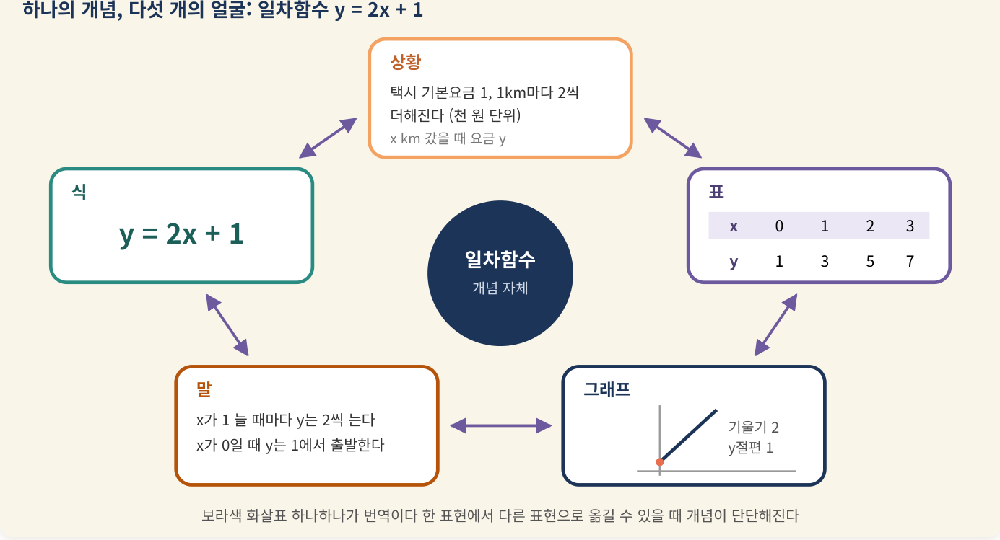 하나의 개념, 다섯 개의 얼굴: 일차함수 y = 2x + 1
상황
택시 기본요금 1, 1km마다 2씩
더해진다 (천 원 단위)
x km 갔을 때 요금 y
식
y = 2x + 1
표
x 0 1 2 3
y 1 3 5 7
일차함수
개념 자체
말
x가 1 늘 때마다 y는 2씩 는다
x가 0일 때 y는 1에서 출발한다
그래프
기울기 2
y절편 1
보라색 화살표 하나하나가 번역이다 한 표현에서 다른 표현으로 옮길 수 있을 때 개념이 단단해진다